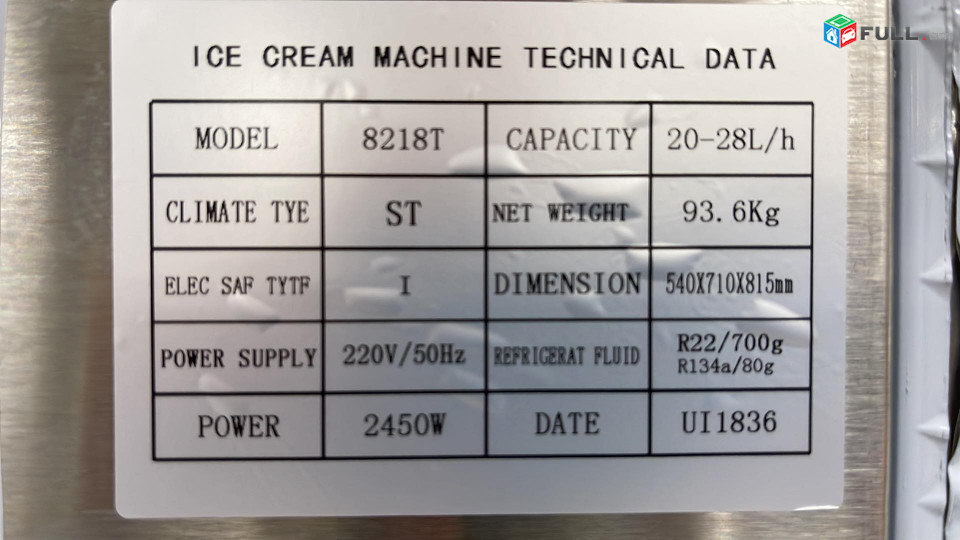 FULL
ICE CREAM MACHINE TECHNICAL DATA
MODEL 8218T CAPACITY 20-28L/h
CLIMATE TYE ST NET WEIGHT 93.6Kg
ELEC SAF TYTF I DIMENSION 540X710X815mm
POWER SUPPLY 220V/50Hz REFRIGERAT FLUID R22/700g
R134a/80g
POWER 2450W DATE UI1836